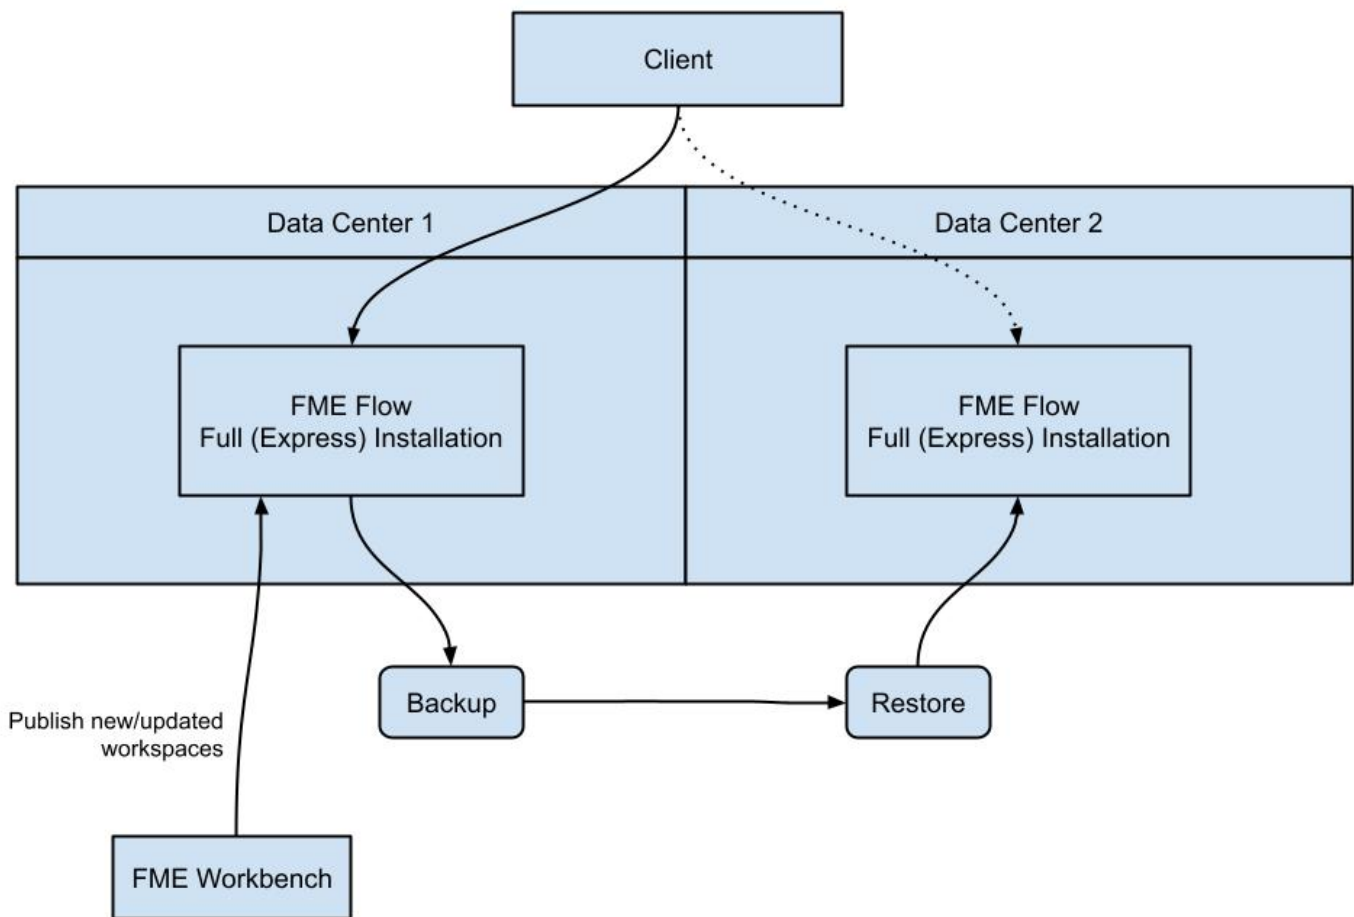 Client
Data Center 1
Data Center 2
FME Flow
Full (Express) Installation
FME Flow
Full (Express) Installation
Backup
Restore
Publish new/updated
workspaces
FME Workbench